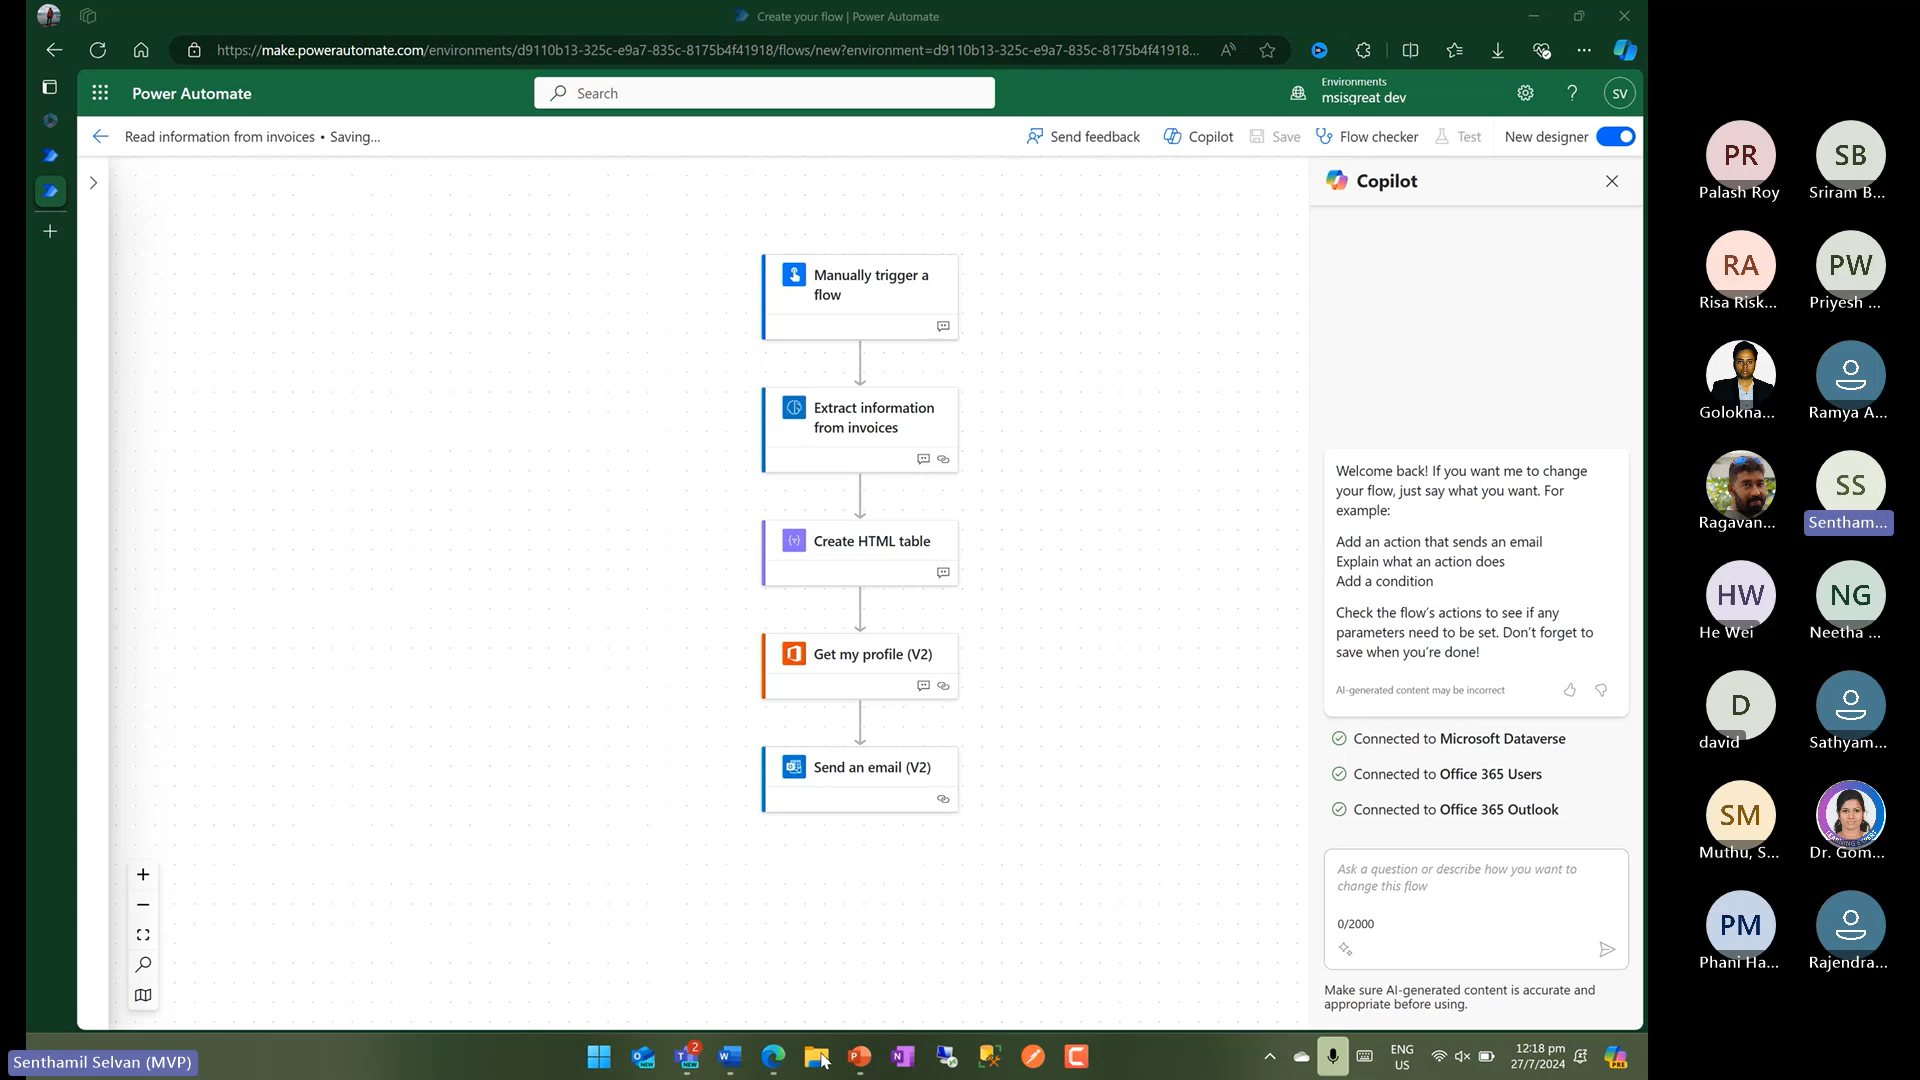 Create your flow | Power Automate
https://make.powerautomate.com/environments/d9110b13-325c-e9a7-835c-8175b4f41918/flows/new?environment=d9110b13-325c-e9a7-835c-8175b4f41918...
Power Automate
Search
Environments
msisgreat dev
SV
Read information from invoices • Saving...
Send feedback
Copilot
Save
Flow checker
Test
New designer
Manually trigger a
flow
Extract information
from invoices
Create HTML table
Get my profile (V2)
Send an email (V2)
Copilot
Welcome back! If you want me to change
your flow, just say what you want. For
example:
Add an action that sends an email
Explain what an action does
Add a condition
Check the flow's actions to see if any
parameters need to be set. Don't forget to
save when you're done!
AI-generated content may be incorrect
Connected to Microsoft Dataverse
Connected to Office 365 Users
Connected to Office 365 Outlook
Ask a question or describe how you want to
change this flow
0/2000
Make sure AI-generated content is accurate and
appropriate before using.
PR
Palash Roy
SB
Sriram B...
RA
Risa Risk...
PW
Priyesh ...
Golokna...
Ramya A...
Ragavan...
SS
Sentham...
HW
He Wei
NG
Neetha ...
D
david
Sathyam...
SM
Muthu, S...
LEARNING EXPERT
Dr. Gom...
PM
Phani Ha...
Rajendra...
Senthamil Selvan (MVP)
NEW
2
NEW
ENG
US
12:18 pm
27/7/2024
PRE